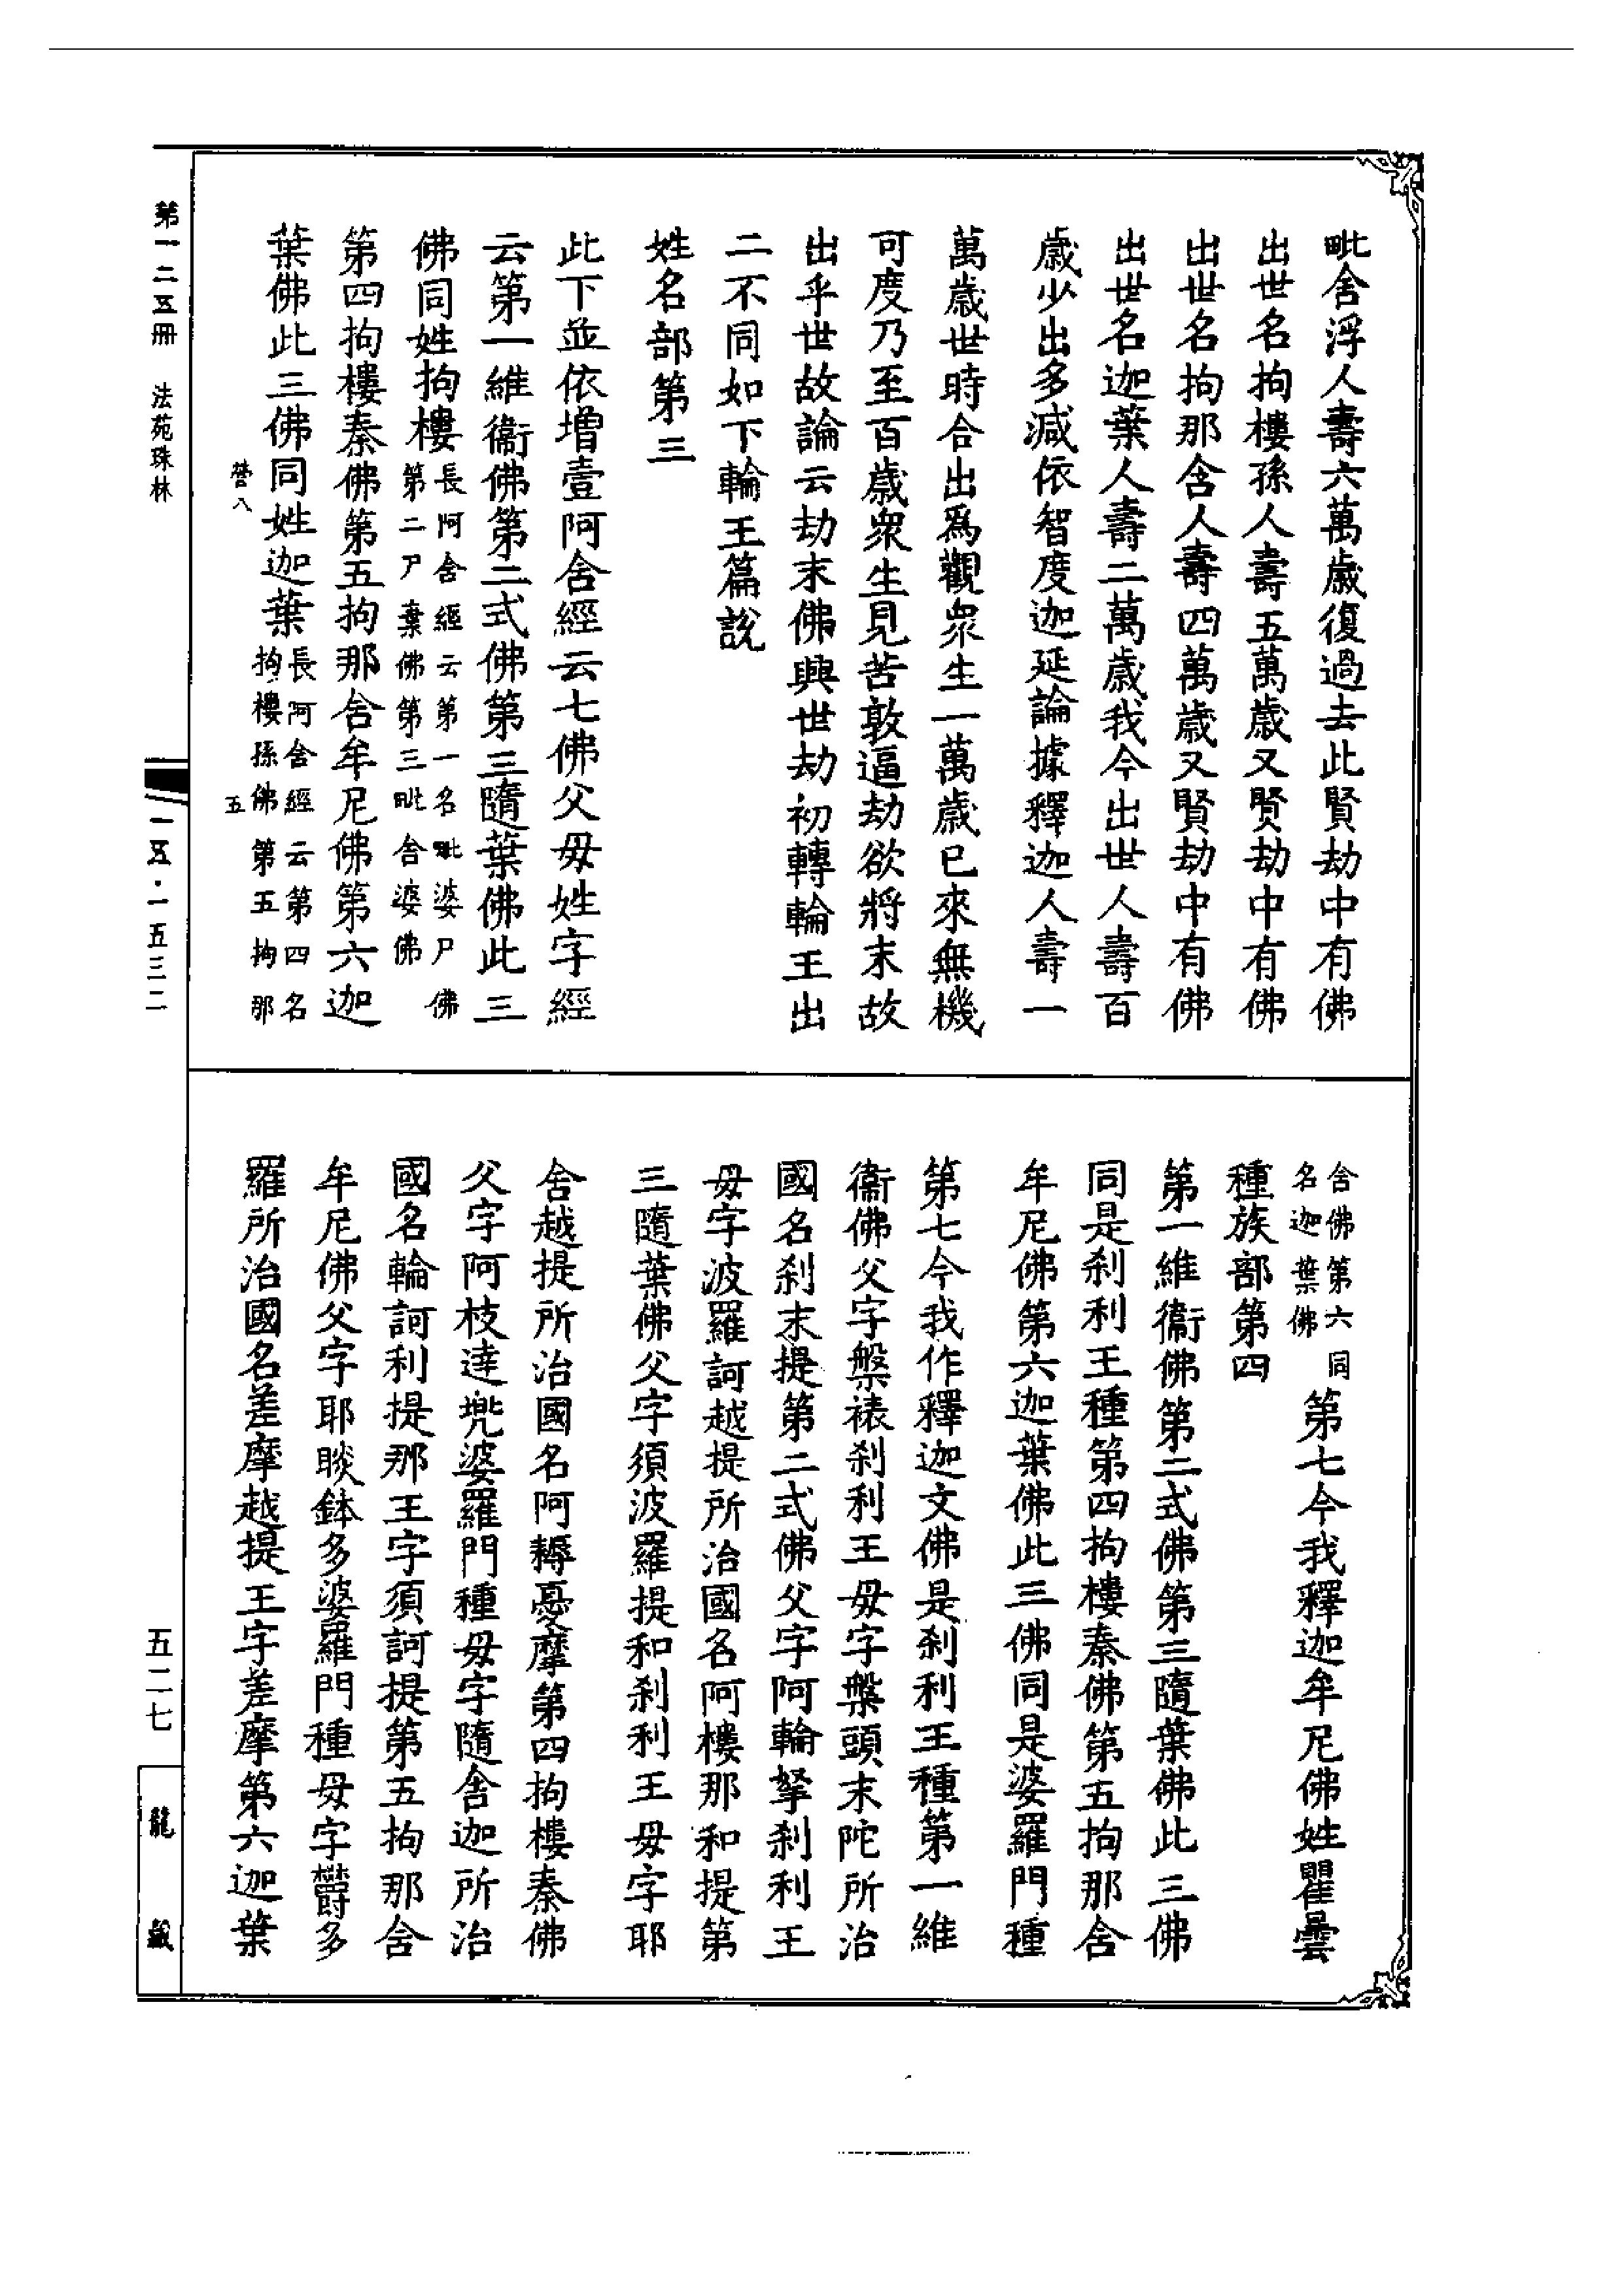 毗舍浮人壽六萬歲復過去此賢劫中有佛
出世名拘樓孫人壽五萬歲又賢劫中有佛
出世名拘那含人壽四萬歲又賢劫中有佛
出世名迦葉人壽二萬歲我今出世人壽百
歲少出多減依智度迦延論據釋迦人壽一
萬歲世時合出爲觀衆生一萬歲已來無機
可度乃至百歲衆生見苦敦逼劫欲將末故
出乎世故論云劫末佛興世劫初轉輪王出
二不同如下輪王篇說
姓名部第三
此下並依增壹阿含經云七佛父母姓字經
云第一維衞佛第二式佛第三隨葉佛此三
佛同姓拘樓長阿含經云第一名毗婆尸佛
第二尸棄佛第三毗舍婆佛
第四拘樓秦佛第五拘那含牟尼佛第六迦
葉佛此三佛同姓迦葉長阿含經云第四名
拘樓孫佛第五拘那
營八
五
含佛第六同
名迦葉佛第七今我釋迦牟尼佛姓瞿曇
種族部第四
第一維衞佛第二式佛第三隨葉佛此三佛
同是刹利王種第四拘樓秦佛第五拘那含
牟尼佛第六迦葉佛此三佛同是婆羅門種
第七今我作釋迦文佛是刹利王種第一維
衞佛父字槃裱刹利王母字槃頭末陀所治
國名刹末提第二式佛父字阿輪拏刹利王
母字波羅訶越提所治國名阿樓那和提第
三隨葉佛父字須波羅提和刹利王母字耶
舍越提所治國名阿耨憂摩第四拘樓秦佛
父字阿枝達兜婆羅門種母字隨舍迦所治
國名輪訶利提那王字須訶提第五拘那含
牟尼佛父字耶睒鉢多婆羅門種母字欝多
羅所治國名差摩越提王字差摩第六迦葉
第一二五冊 法苑珠林
一五·一五三二
五二七
龍藏